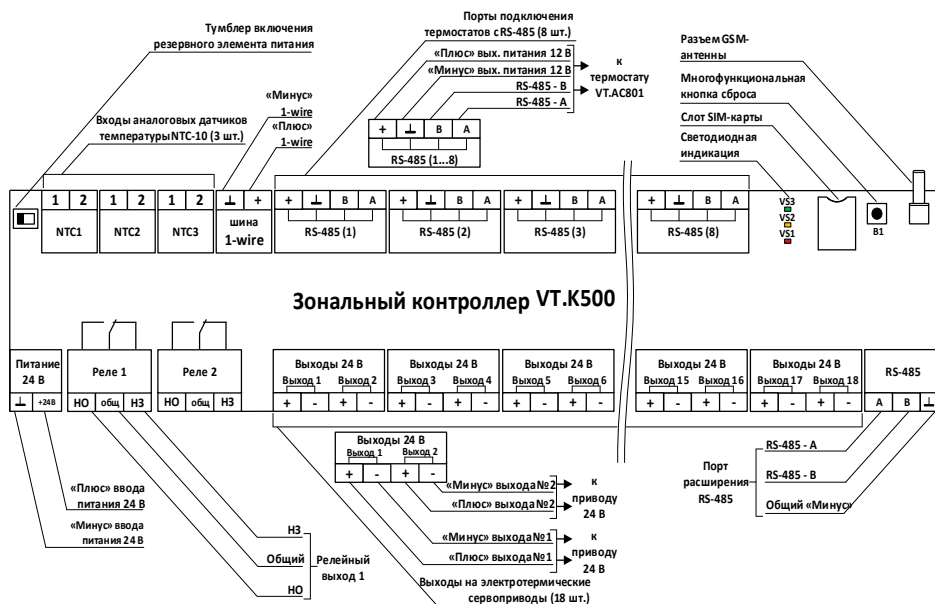 Тумблер включения
резервного элемента питания
Порты подключения
термостатов с RS-485 (8 шт.)
«Плюс» вых. питания 12 В
«Минус» вых. питания 12 В
RS-485 - B
RS-485 - A
к
термостату
VT.AC801
Разъем GSM-
антенны
Многофункциональная
кнопка сброса
Слот SIM-карты
Светодиодная
индикация
«Минус»
1-wire
«Плюс»
1-wire
Входы аналоговых датчиков
температуры NTC-10 (3 шт.)
+ ⊥ B A
RS-485 (1...8)
1 2 1 2 1 2 ⊥ + + ⊥ B A + ⊥ B A + ⊥ B A + ⊥ B A
NTC1 NTC2 NTC3 шина
1-wire
RS-485 (1) RS-485 (2) RS-485 (3) RS-485 (8)
VS3
VS2
VS1
B1
Зональный контроллер VT.K500
Питание
24 В
⊥ +24В
Реле 1
НО общ НЗ
Реле 2
НО общ НЗ
Выходы 24 В
Выход 1 Выход 2
+ - + -
Выходы 24 В
Выход 3 Выход 4
+ - + -
Выходы 24 В
Выход 5 Выход 6
+ - + -
Выходы 24 В
Выход 15 Выход 16
+ - + -
Выходы 24 В
Выход 17 Выход 18
+ - + -
RS-485
A B ⊥
Выходы 24 В
Выход 1 Выход 2
+ - + -
«Минус» выхода №2
«Плюс» выхода №2
к
приводу
24 В
«Минус» выхода №1
«Плюс» выхода №1
к
приводу
24 В
Выходы на электротермические
сервоприводы (18 шт.)
«Плюс» ввода
питания 24 В
«Минус» ввода
питания 24 В
НЗ
Общий
НО
Релейный
выход 1
RS-485 - A
RS-485 - B
Общий «Минус»
Порт
расширения
RS-485